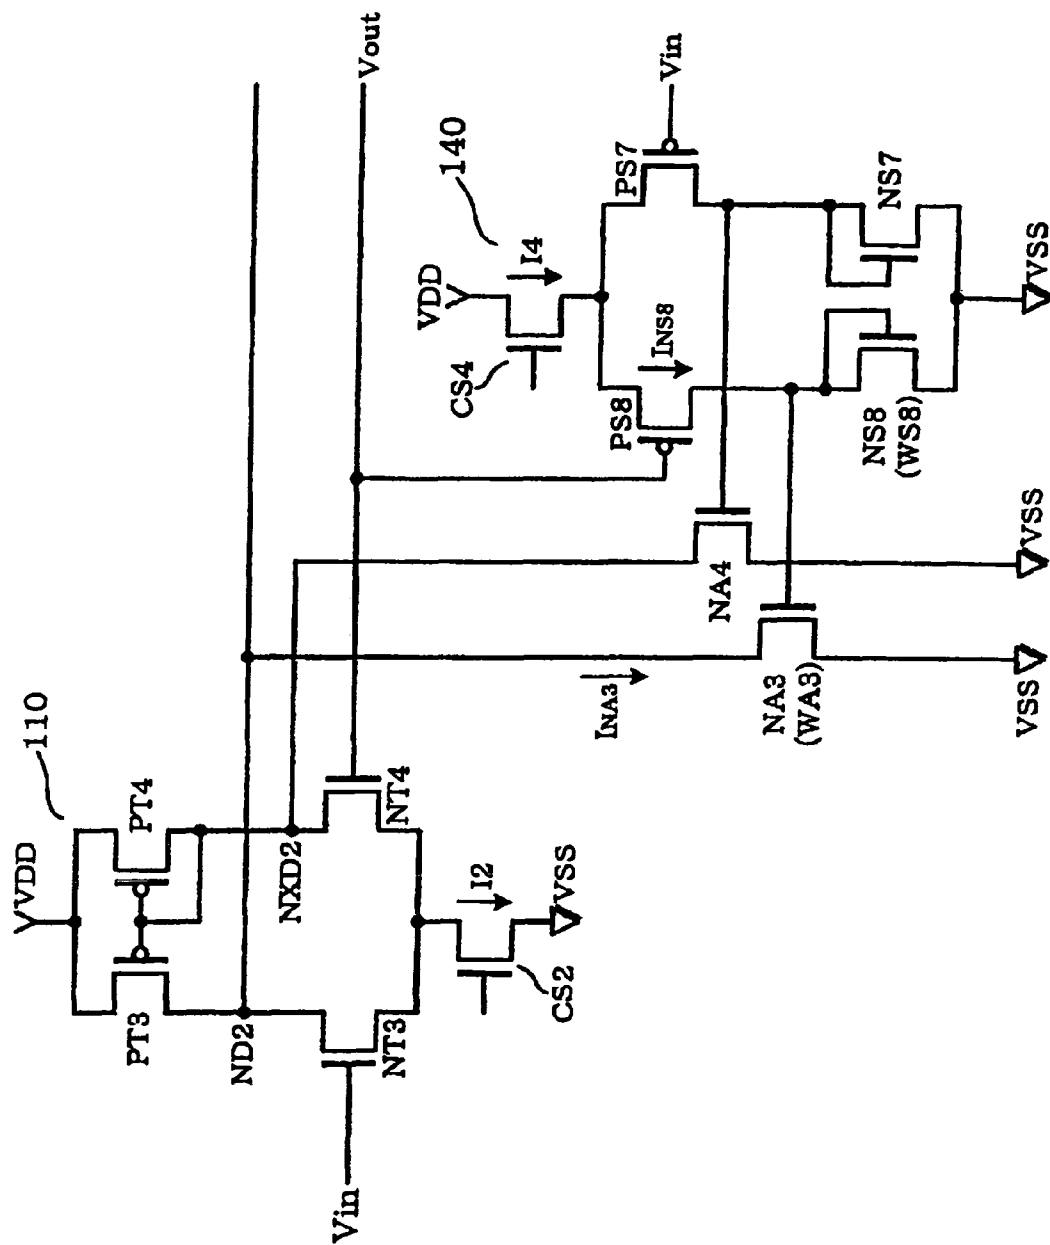 110
VDD
PT3
PT4
ND2
NXD2
Vin
NT3
NT4
I2
CS2
VSS
Vout
140
VDD
I4
CS4
PS8
PS7
Vin
INS8
INA3
NA4
NA3
(WA3)
NS8
(WS8)
NS7
VSS
VSS
VSS